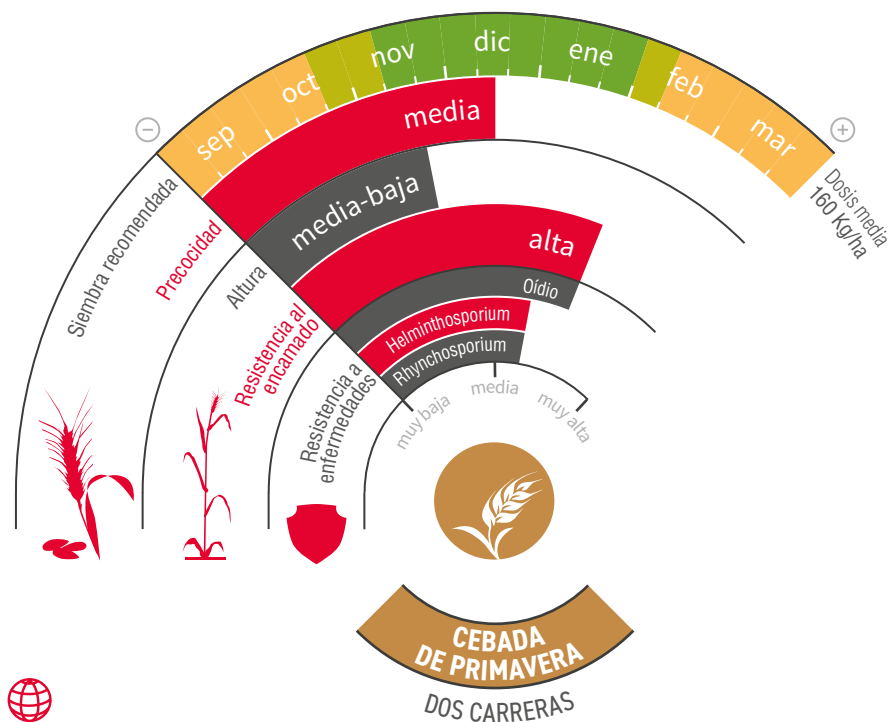 sep
oct
nov
dic
ene
feb
mar
Dosis media
160 Kg/ha
Siembra recomendada
Precocidad
media
Altura
media-baja
Resistencia al
encamado
alta
Resistencia a
enfermedades
Oídio
Helminthosporium
Rhynchosporium
muy baja
media
muy alta
CEBADA
DE PRIMAVERA
DOS CARRERAS